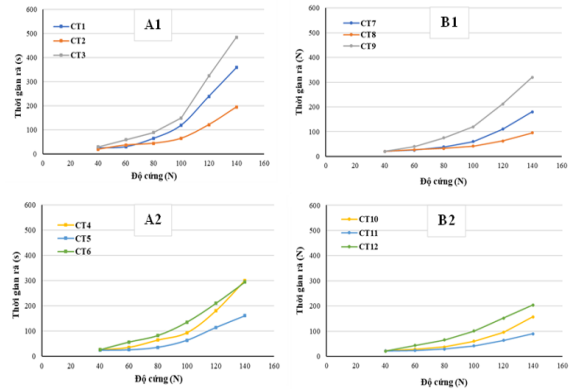 A1
CT1
CT2
CT3
Thời gian rã (s)
600
500
400
300
200
100
0
0 20 40 60 80 100 120 140 160
Độ cứng (N)
B1
CT7
CT8
CT9
Thời gian rã (N)
600
500
400
300
200
100
0
0 20 40 60 80 100 120 140 160
Độ cứng (N)
A2
CT4
CT5
CT6
Thời gian rã (s)
600
500
400
300
200
100
0
0 20 40 60 80 100 120 140 160
Độ cứng (N)
B2
CT10
CT11
CT12
Thời gian rã (N)
600
500
400
300
200
100
0
0 20 40 60 80 100 120 140 160
Độ cứng (N)